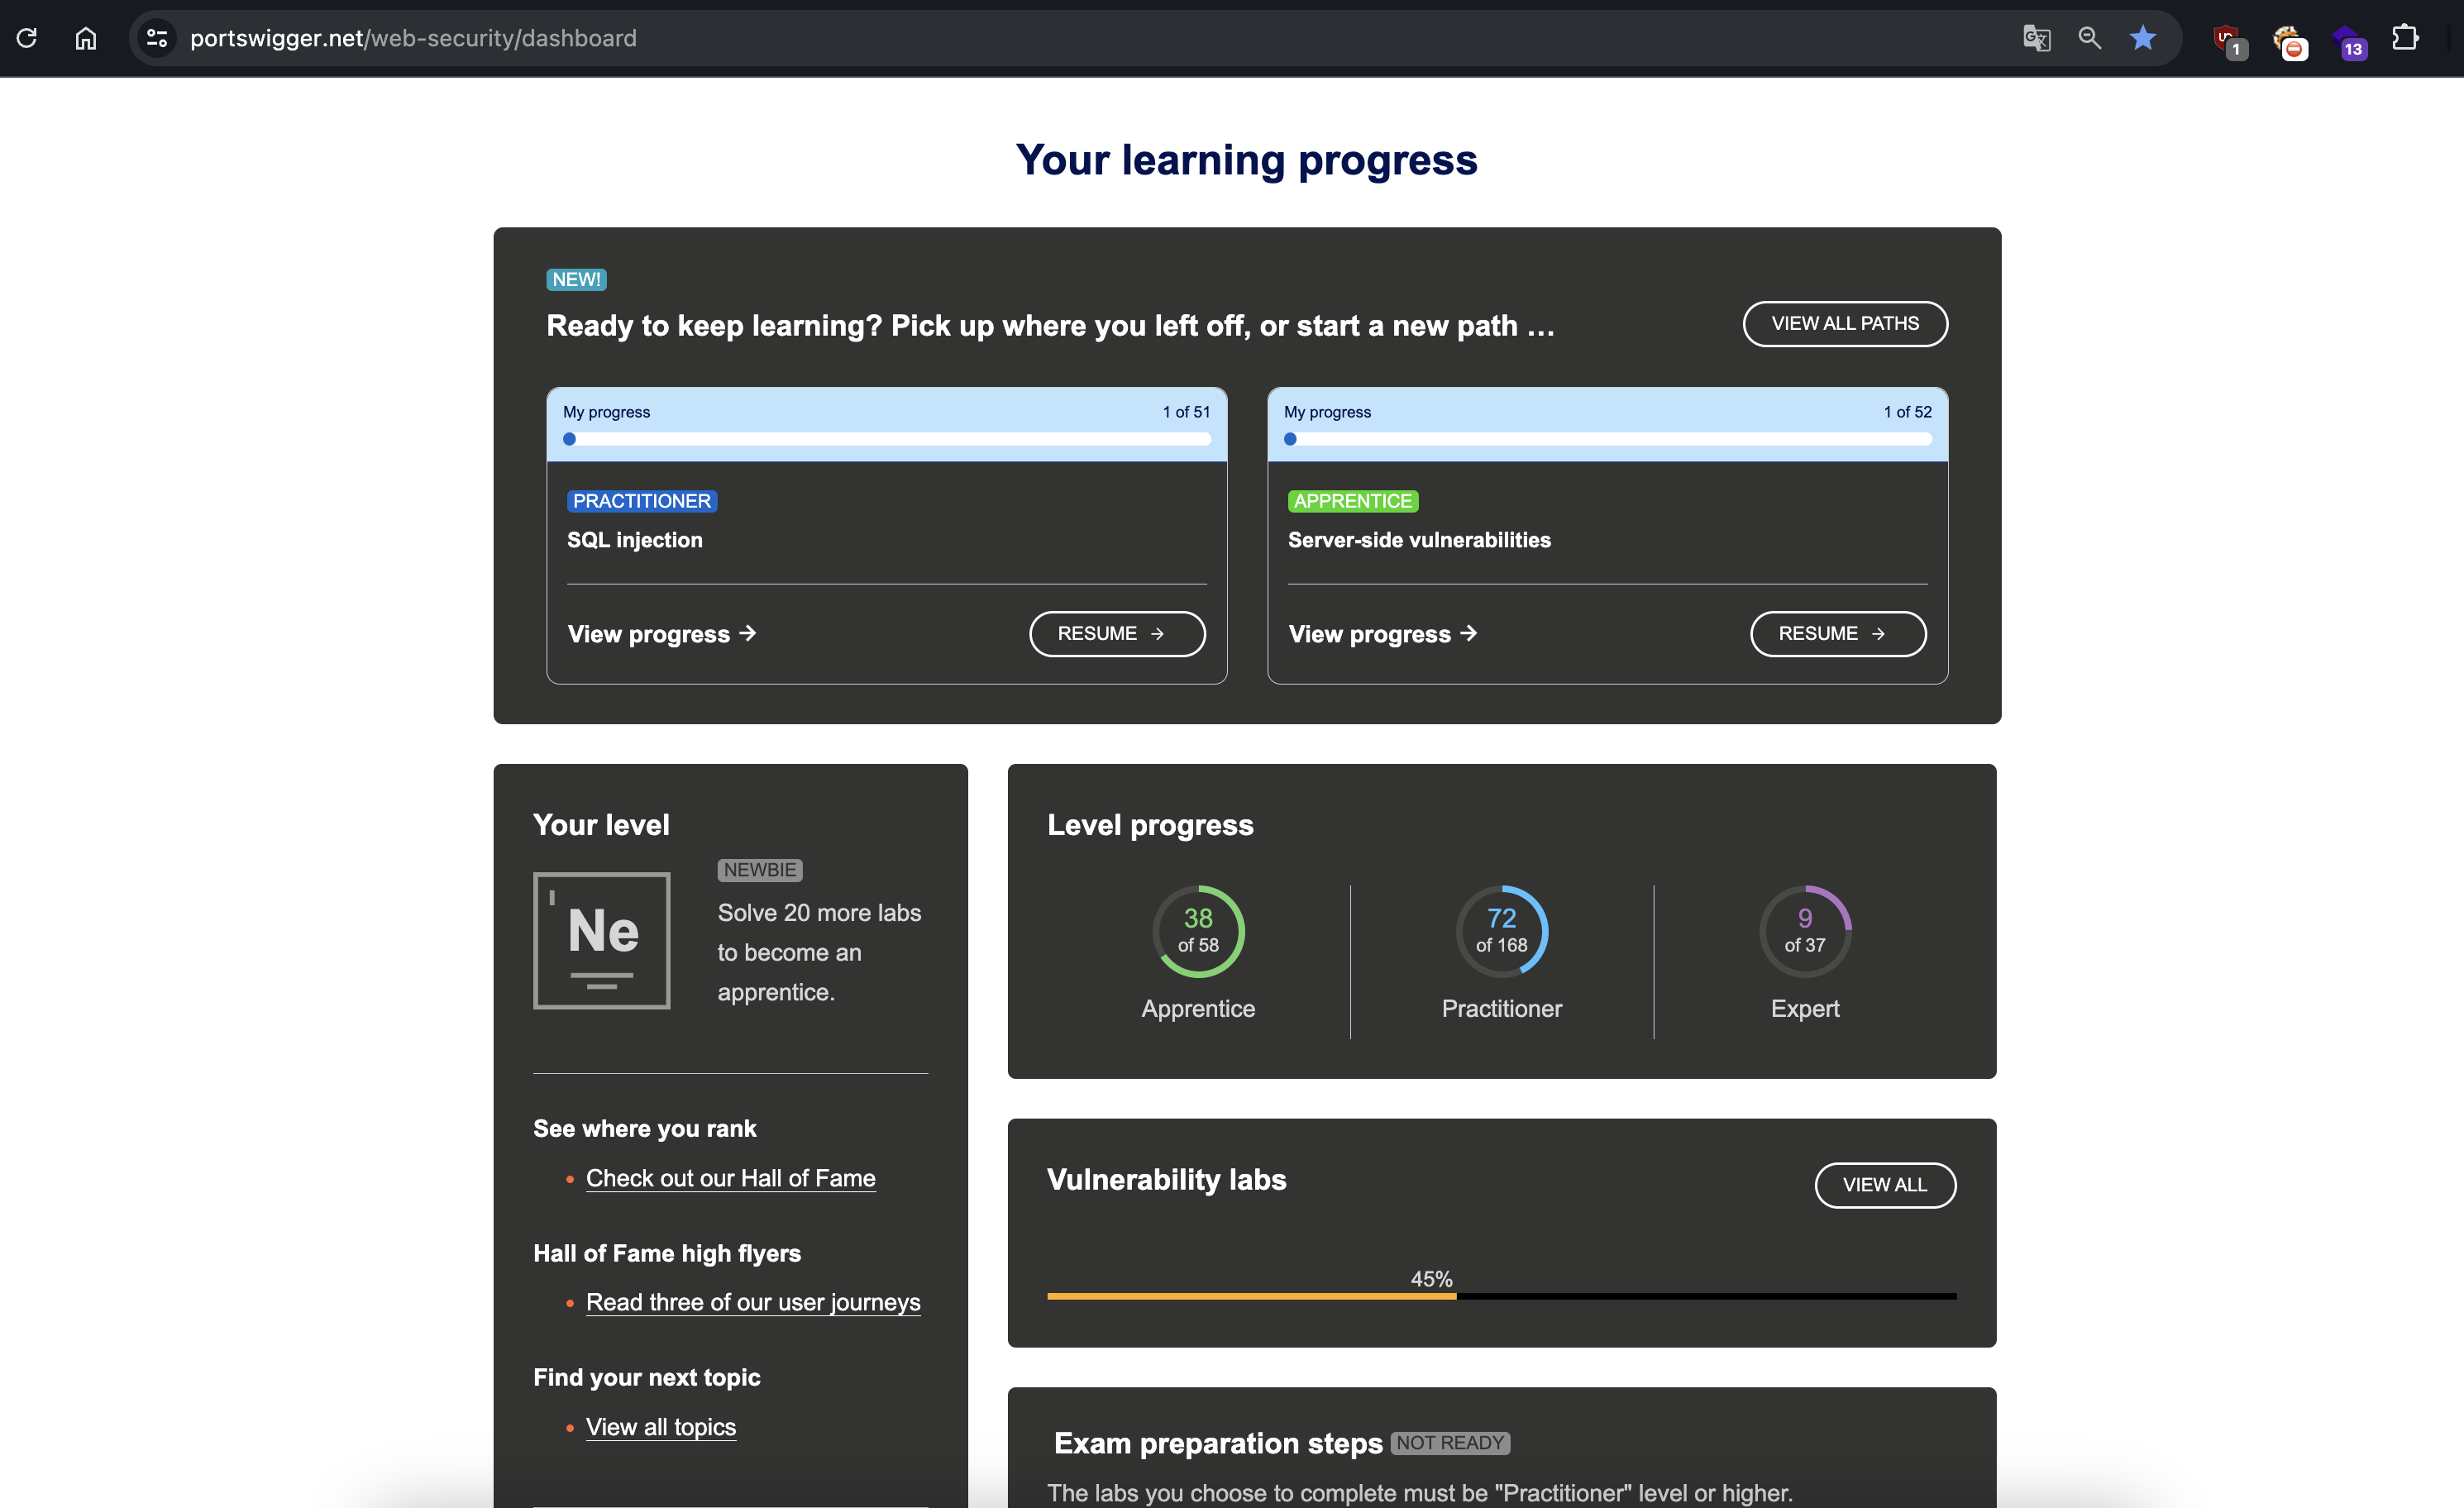 portswigger.net/web-security/dashboard
1
13
Your learning progress
NEW!
Ready to keep learning? Pick up where you left off, or start a new path ...
VIEW ALL PATHS
My progress 1 of 51
PRACTITIONER
SQL injection
View progress → RESUME →
My progress 1 of 52
APPRENTICE
Server-side vulnerabilities
View progress → RESUME →
Your level
Ne
NEWBIE
Solve 20 more labs
to become an
apprentice.
See where you rank
Check out our Hall of Fame
Hall of Fame high flyers
Read three of our user journeys
Find your next topic
View all topics
Level progress
38
of 58
Apprentice
72
of 168
Practitioner
9
of 37
Expert
Vulnerability labs
VIEW ALL
45%
Exam preparation steps NOT READY
The labs you choose to complete must be "Practitioner" level or higher.